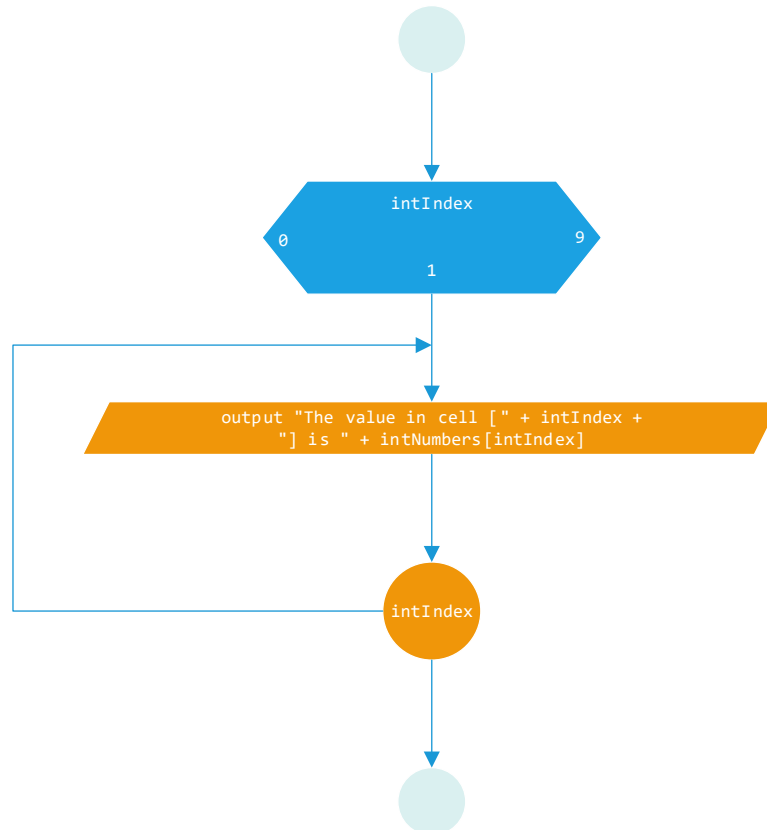 intIndex
0
9
1
output "The value in cell [" + intIndex +
"] is " + intNumbers[intIndex]
intIndex